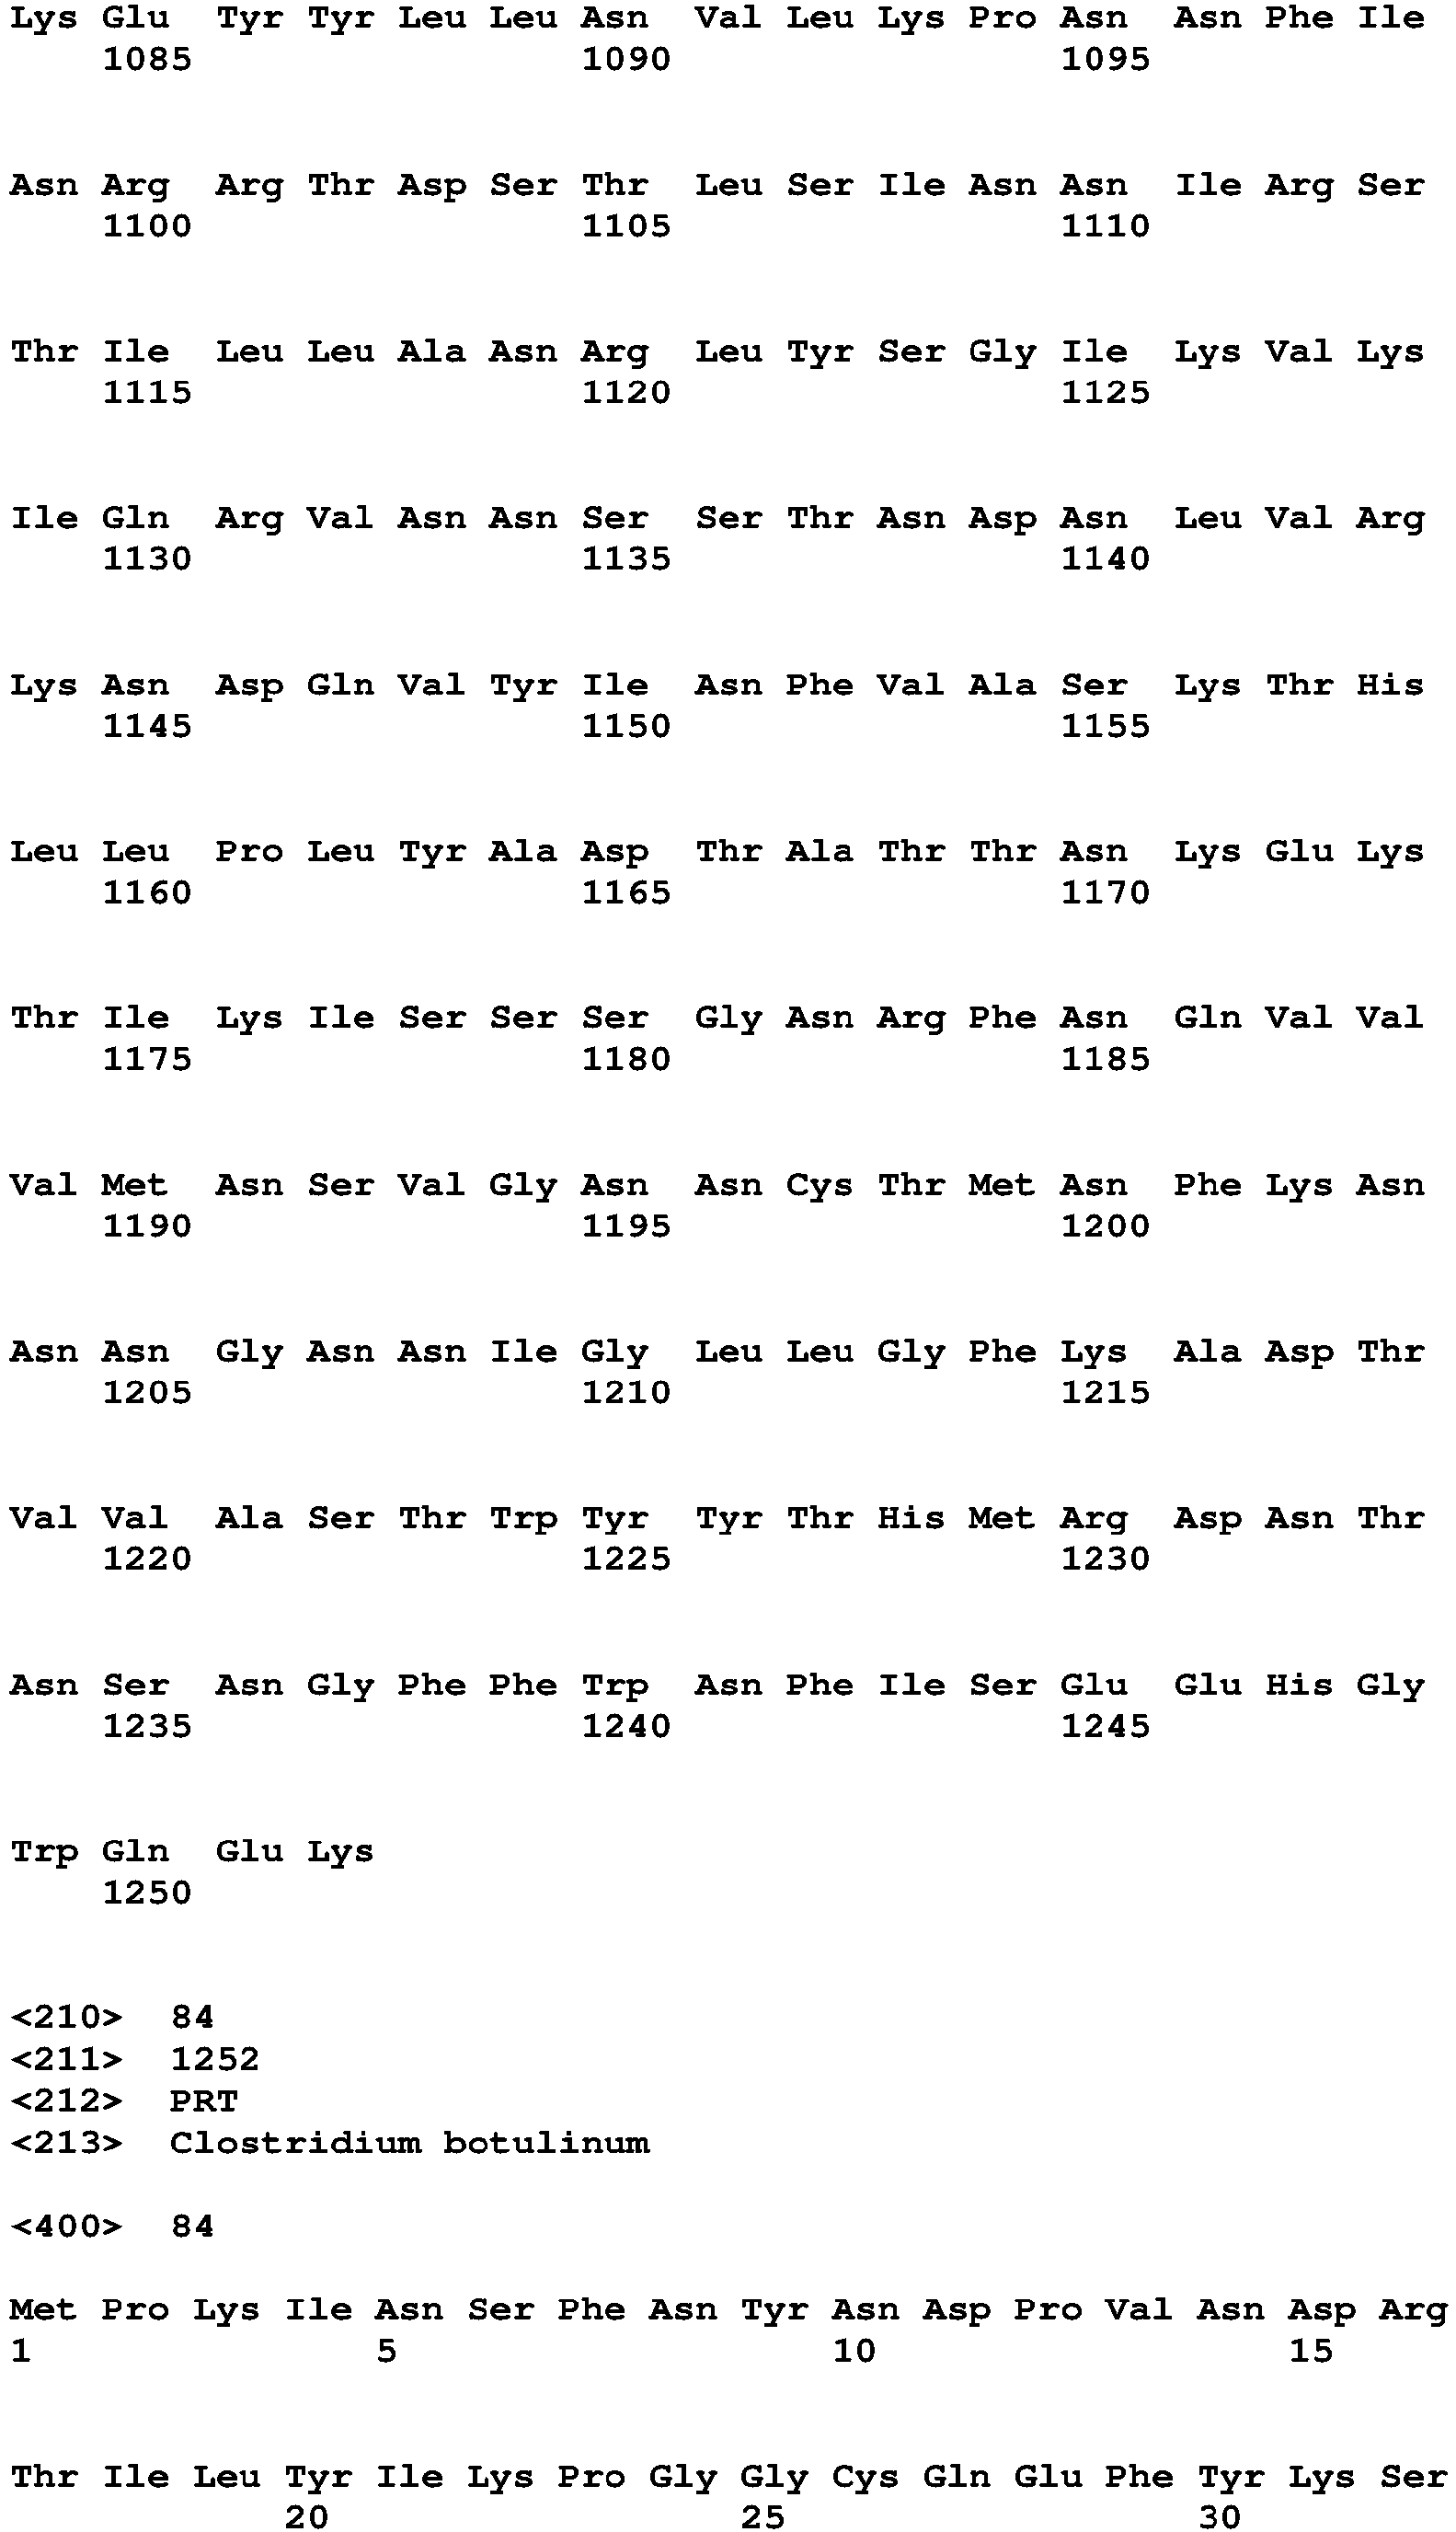 Lys Glu Tyr Tyr Leu Leu Asn Val Leu Lys Pro Asn Asn Phe Ile
1085 1090 1095
Asn Arg Arg Thr Asp Ser Thr Leu Ser Ile Asn Asn Ile Arg Ser
1100 1105 1110
Thr Ile Leu Leu Ala Asn Arg Leu Tyr Ser Gly Ile Lys Val Lys
1115 1120 1125
Ile Gln Arg Val Asn Asn Ser Ser Thr Asn Asp Asn Leu Val Arg
1130 1135 1140
Lys Asn Asp Gln Val Tyr Ile Asn Phe Val Ala Ser Lys Thr His
1145 1150 1155
Leu Leu Pro Leu Tyr Ala Asp Thr Ala Thr Thr Asn Lys Glu Lys
1160 1165 1170
Thr Ile Lys Ile Ser Ser Ser Gly Asn Arg Phe Asn Gln Val Val
1175 1180 1185
Val Met Asn Ser Val Gly Asn Asn Cys Thr Met Asn Phe Lys Asn
1190 1195 1200
Asn Asn Gly Asn Asn Ile Gly Leu Leu Gly Phe Lys Ala Asp Thr
1205 1210 1215
Val Val Ala Ser Thr Trp Tyr Tyr Thr His Met Arg Asp Asn Thr
1220 1225 1230
Asn Ser Asn Gly Phe Phe Trp Asn Phe Ile Ser Glu Glu His Gly
1235 1240 1245
Trp Gln Glu Lys
1250
<210> 84
<211> 1252
<212> PRT
<213> Clostridium botulinum
<400> 84
Met Pro Lys Ile Asn Ser Phe Asn Tyr Asn Asp Pro Val Asn Asp Arg
1 5 10 15
Thr Ile Leu Tyr Ile Lys Pro Gly Gly Cys Gln Glu Phe Tyr Lys Ser
20 25 30